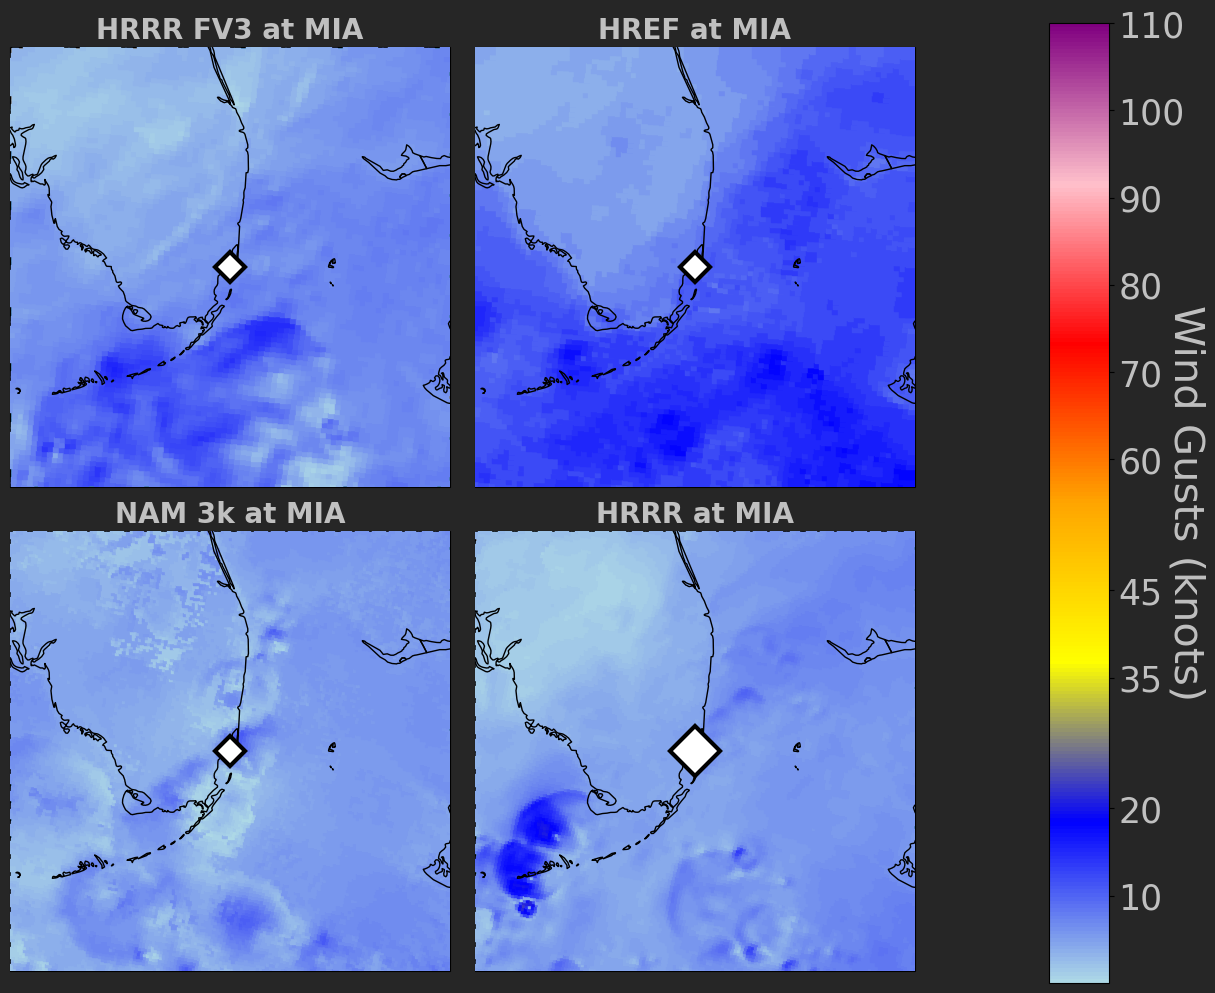 HRRR FV3 at MIA
HREF at MIA
NAM 3k at MIA
HRRR at MIA
110
100
90
80
70
60
45
35
20
10
Wind Gusts (knots)